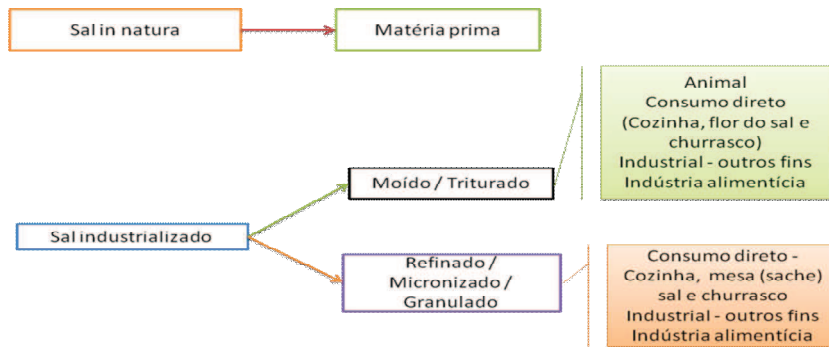 Sal in natura
Matéria prima
Animal
Consumo direto
(Cozinha, flor do sal e
churrasco)
Industrial - outros fins
Indústria alimentícia
Moído / Triturado
Sal industrializado
Refinado /
Micronizado /
Granulado
Consumo direto -
Cozinha, mesa (sache)
sal e churrasco
Industrial - outros fins
Indústria alimentícia